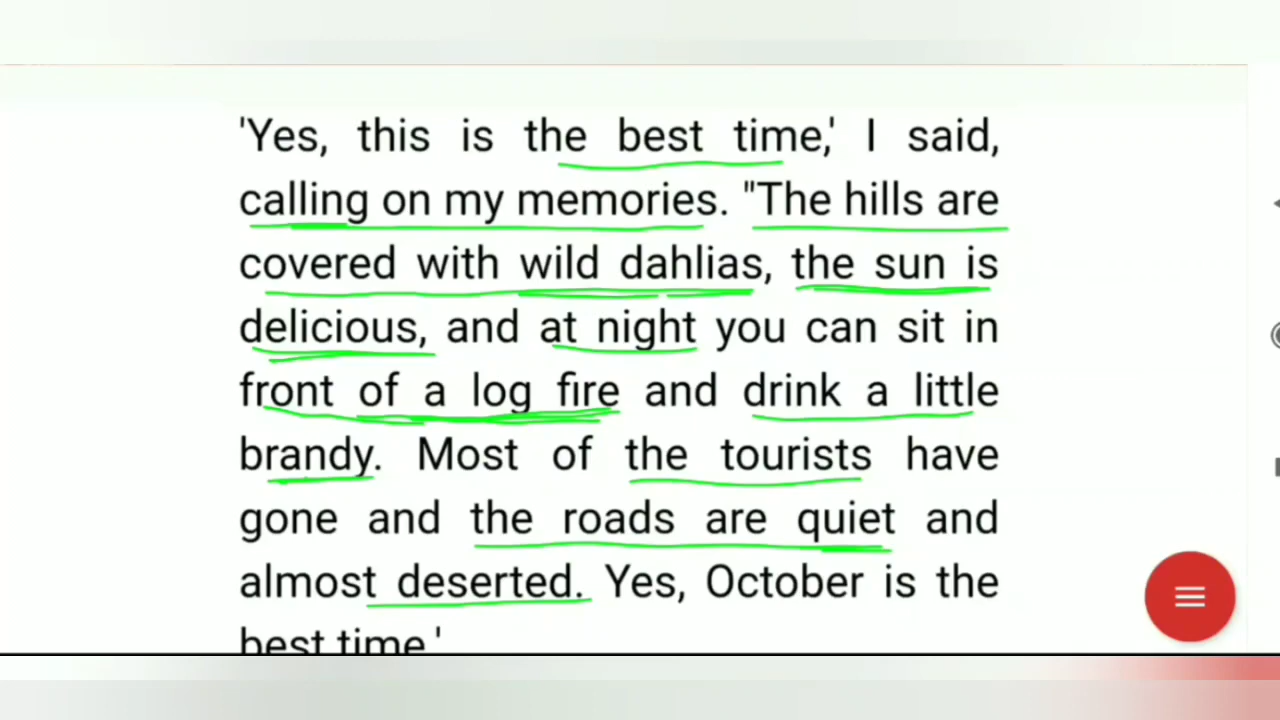 'Yes, this is the best time,' I said,
calling on my memories. "The hills are
covered with wild dahlias, the sun is
delicious, and at night you can sit in
front of a log fire and drink a little
brandy. Most of the tourists have
gone and the roads are quiet and
almost deserted. Yes, October is the
best time.'